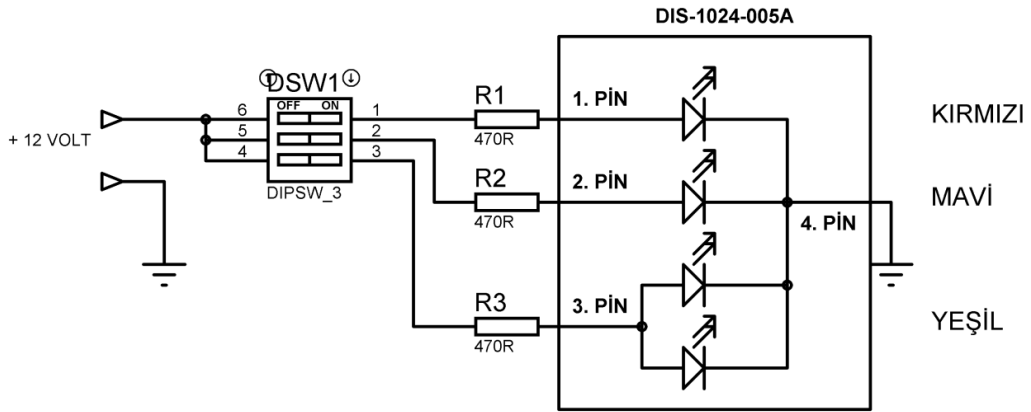 DIS-1024-005A
DSW1
OFF ON
6 1
5 2
4 3
DIPSW_3
+ 12 VOLT
R1
470R
1. PİN
KIRMIZI
R2
470R
2. PİN
MAVİ
4. PİN
R3
470R
3. PİN
YEŞİL